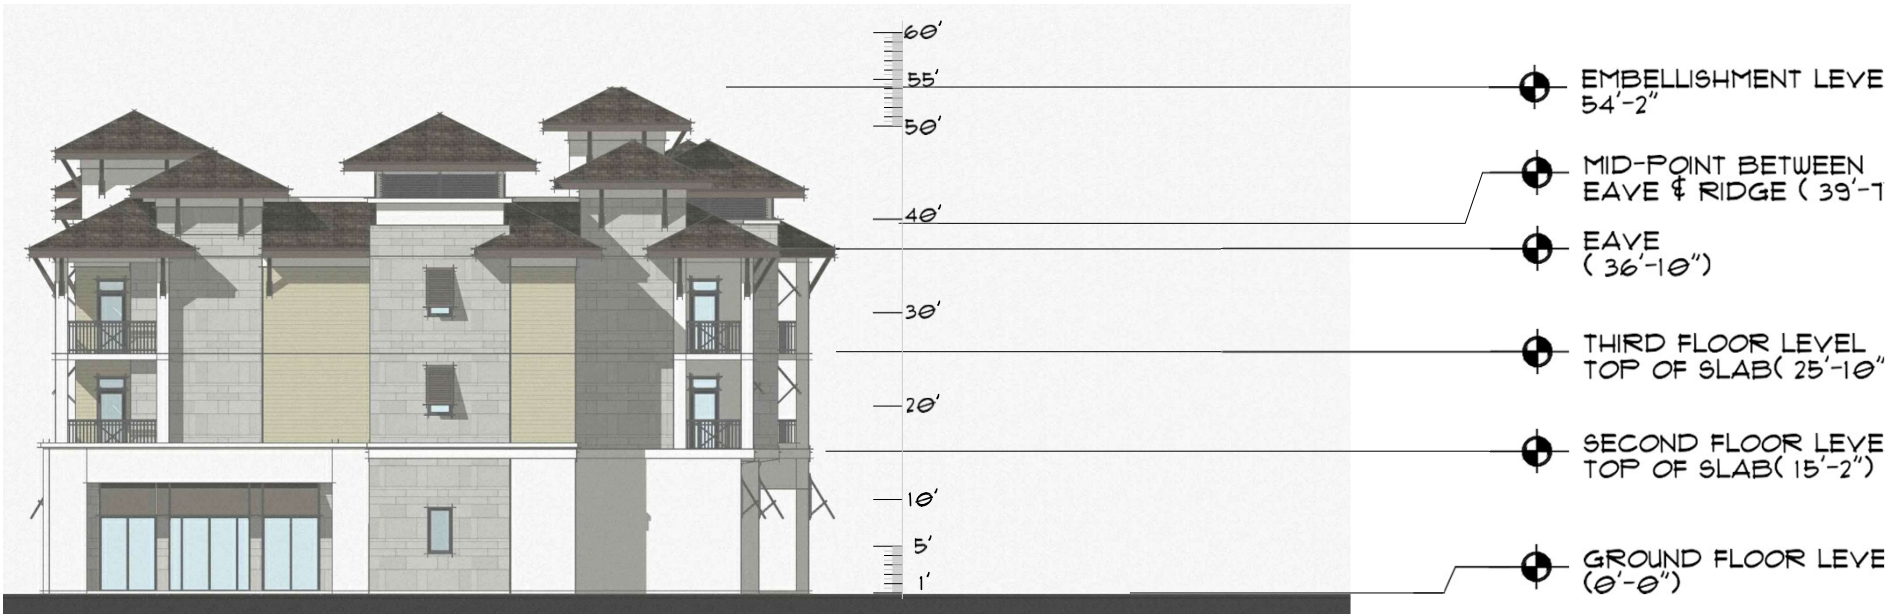 60'
55'
50'
40'
30'
20'
10'
5'
1'
EMBELLISHMENT LEVE
54'-2"
MID-POINT BETWEEN
EAVE & RIDGE ( 39'-
EAVE
( 36'-10")
THIRD FLOOR LEVEL
TOP OF SLAB( 25'-10"
SECOND FLOOR LEVE
TOP OF SLAB( 15'-2")
GROUND FLOOR LEVE
(0'-0")